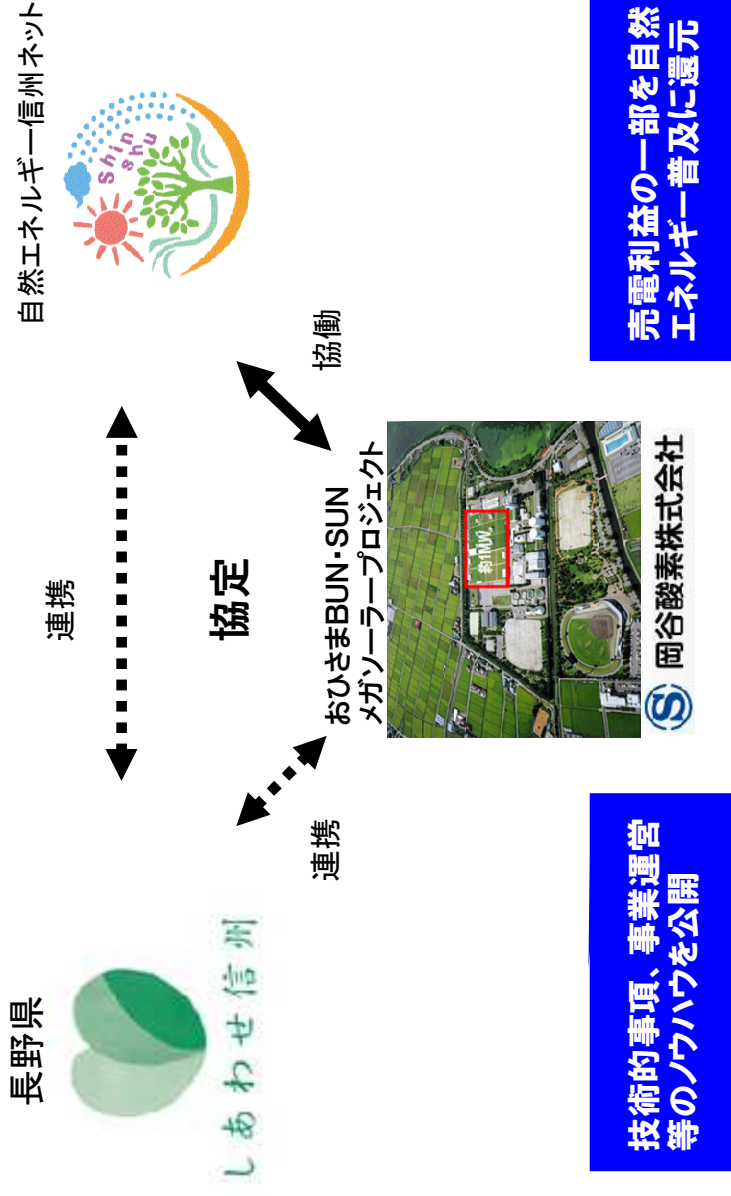 長野県
しあわせ信州
連携
自然エネルギー信州ネット
Shin
shu
協定
連携
協働
おひさまBUN・SUN
メガソーラープロジェクト
約1MW
S 岡谷酸素株式会社
技術的事項、事業運営
等のノウハウを公開
売電利益の一部を自然
エネルギー普及に還元